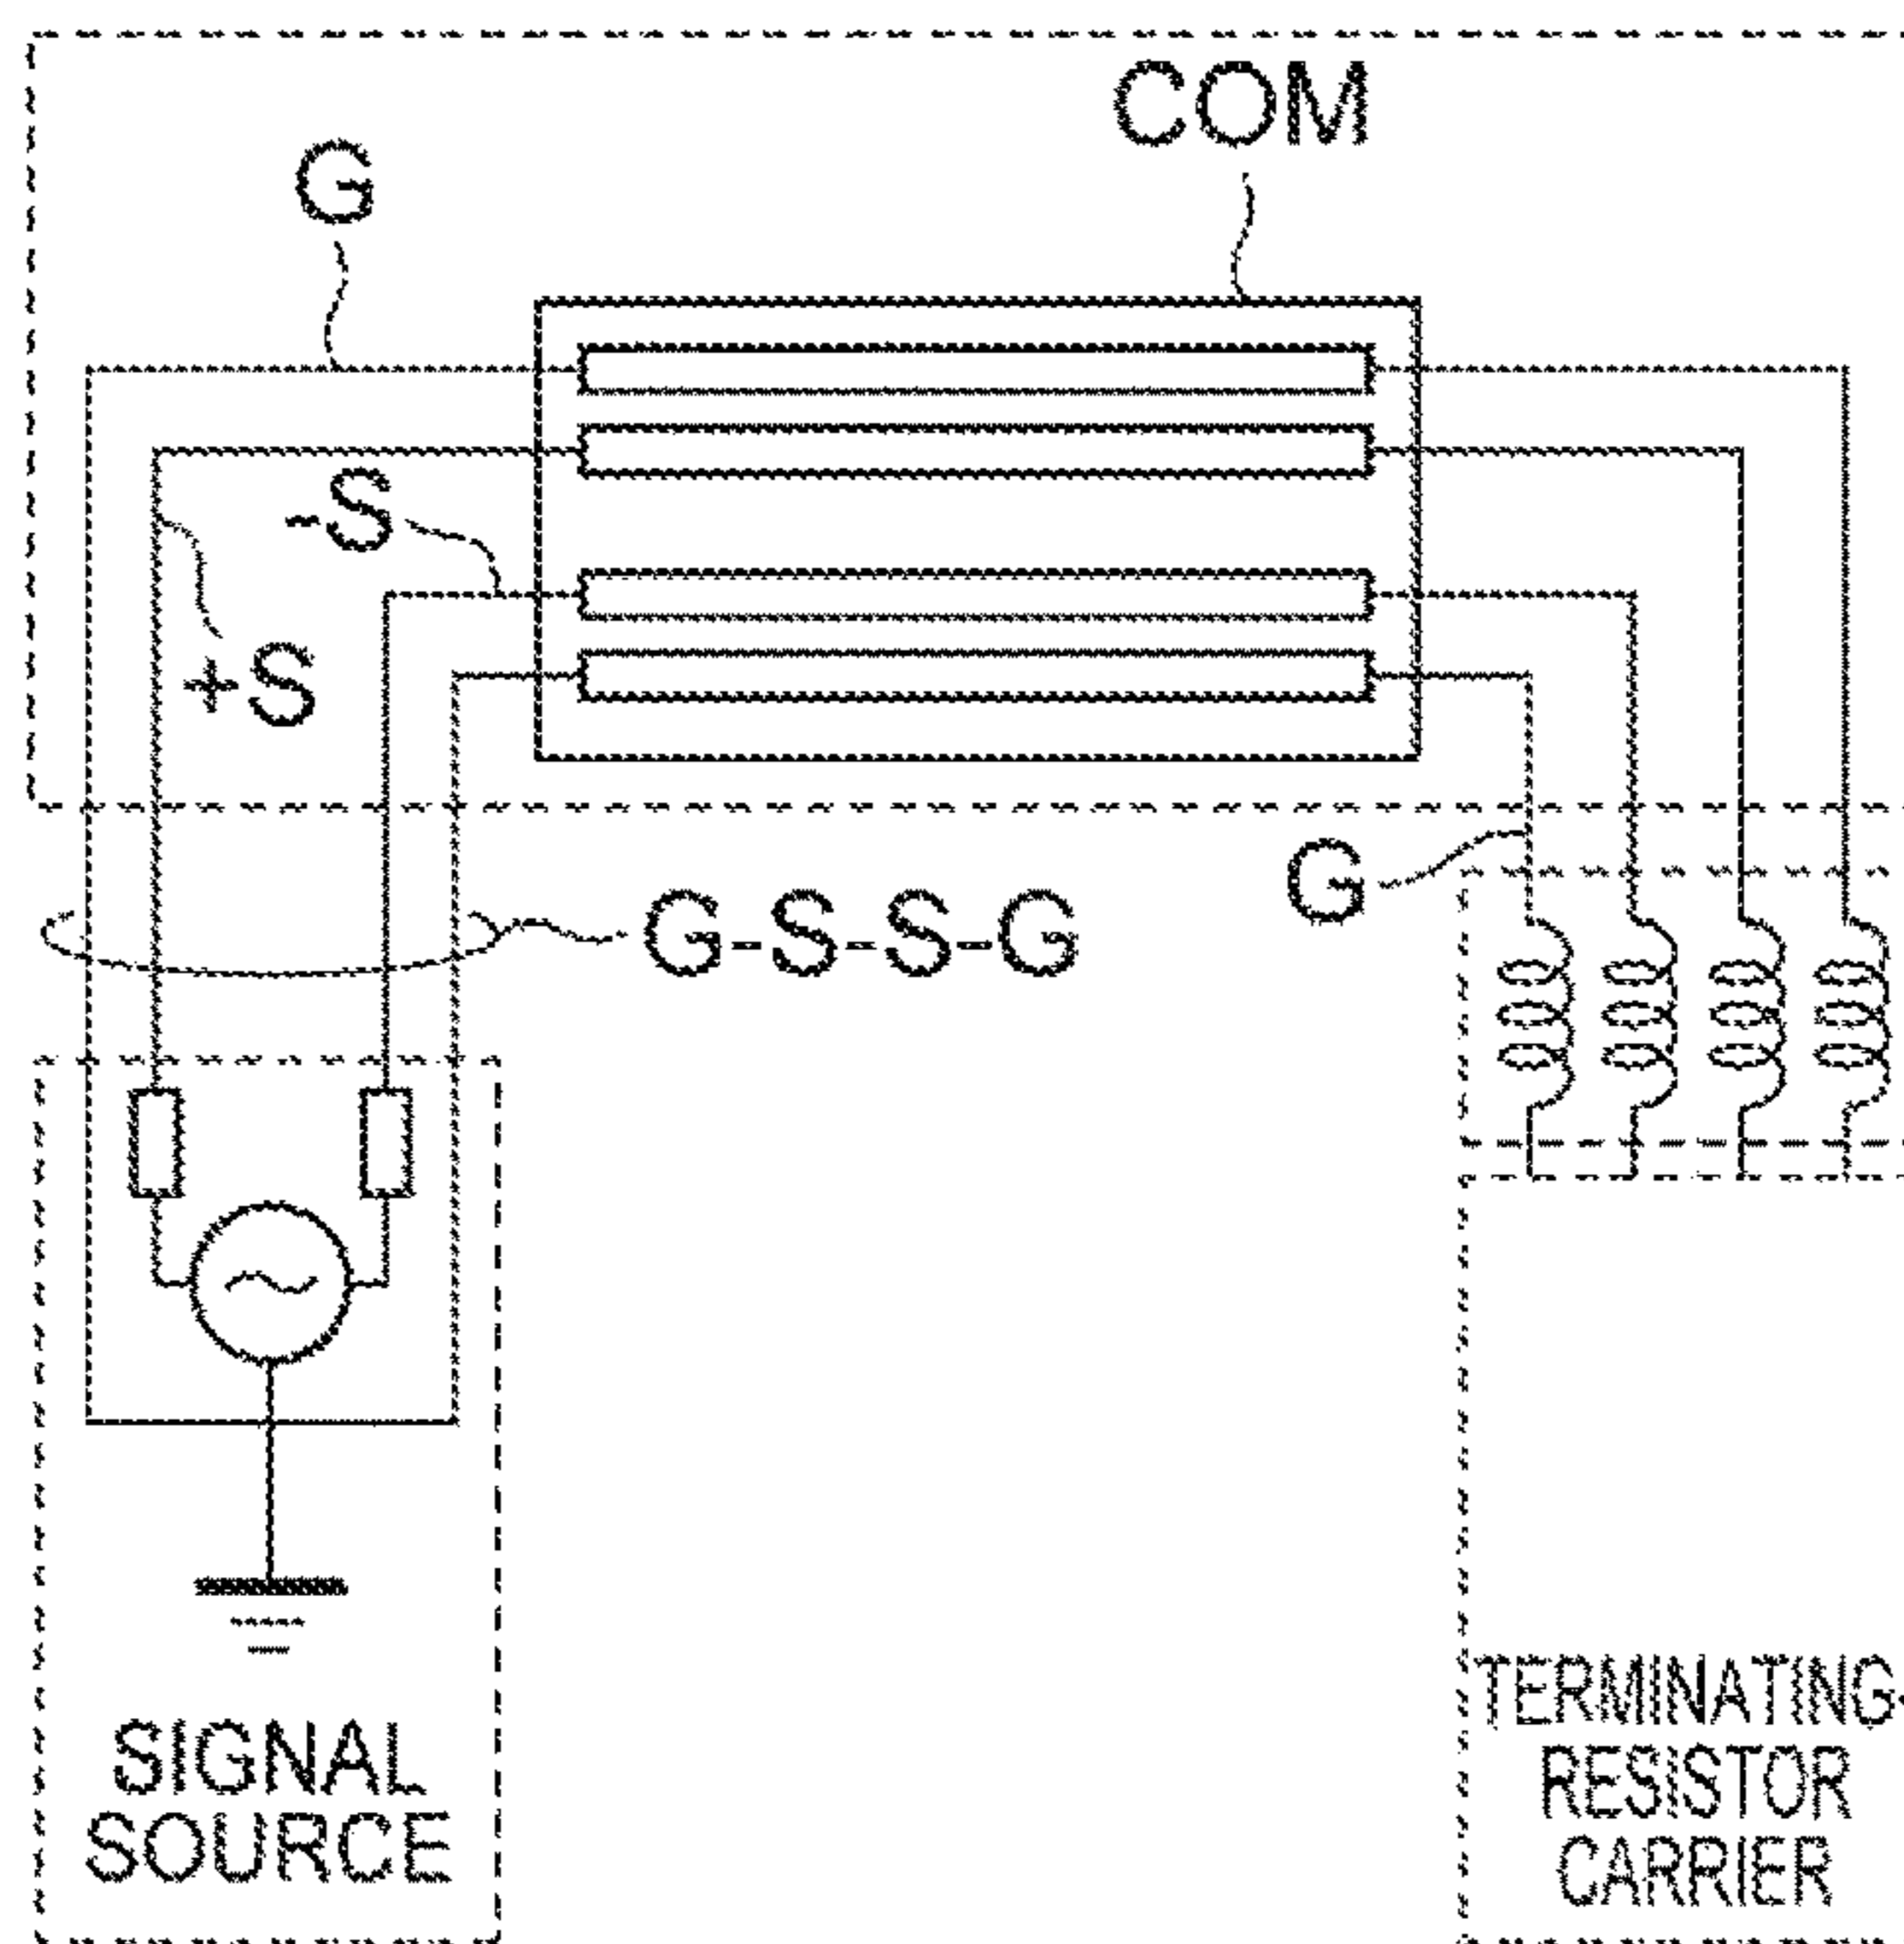 COM
G
-S
+S
G
G-S-S-G
SIGNAL
SOURCE
TERMINATING-
RESISTOR
CARRIER